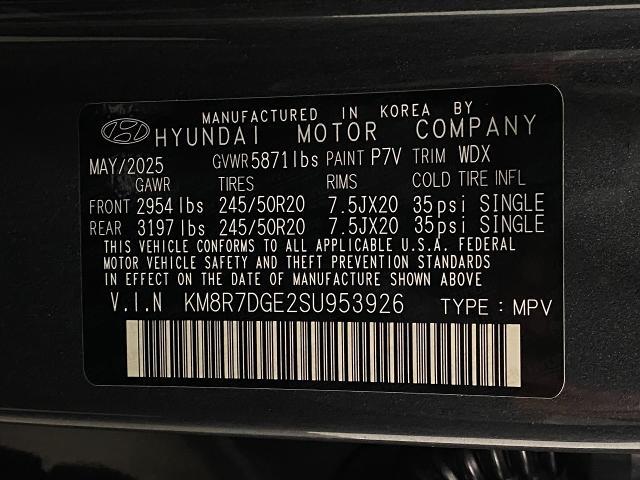 MANUFACTURED IN KOREA BY
HYUNDAI MOTOR COMPANY
MAY/2025 GVWR 5871lbs PAINT P7V TRIM WDX
GAWR TIRES RIMS COLD TIRE INFL
FRONT 2954 lbs 245/50R20 7.5JX20 35psi SINGLE
REAR 3197 lbs 245/50R20 7.5JX20 35psi SINGLE
THIS VEHICLE CONFORMS TO ALL APPLICABLE U.S.A. FEDERAL
MOTOR VEHICLE SAFETY AND THEFT PREVENTION STANDARDS
IN EFFECT ON THE DATE OF MANUFACTURE SHOWN ABOVE
V.I.N KM8R7DGE2SU953926 TYPE : MPV